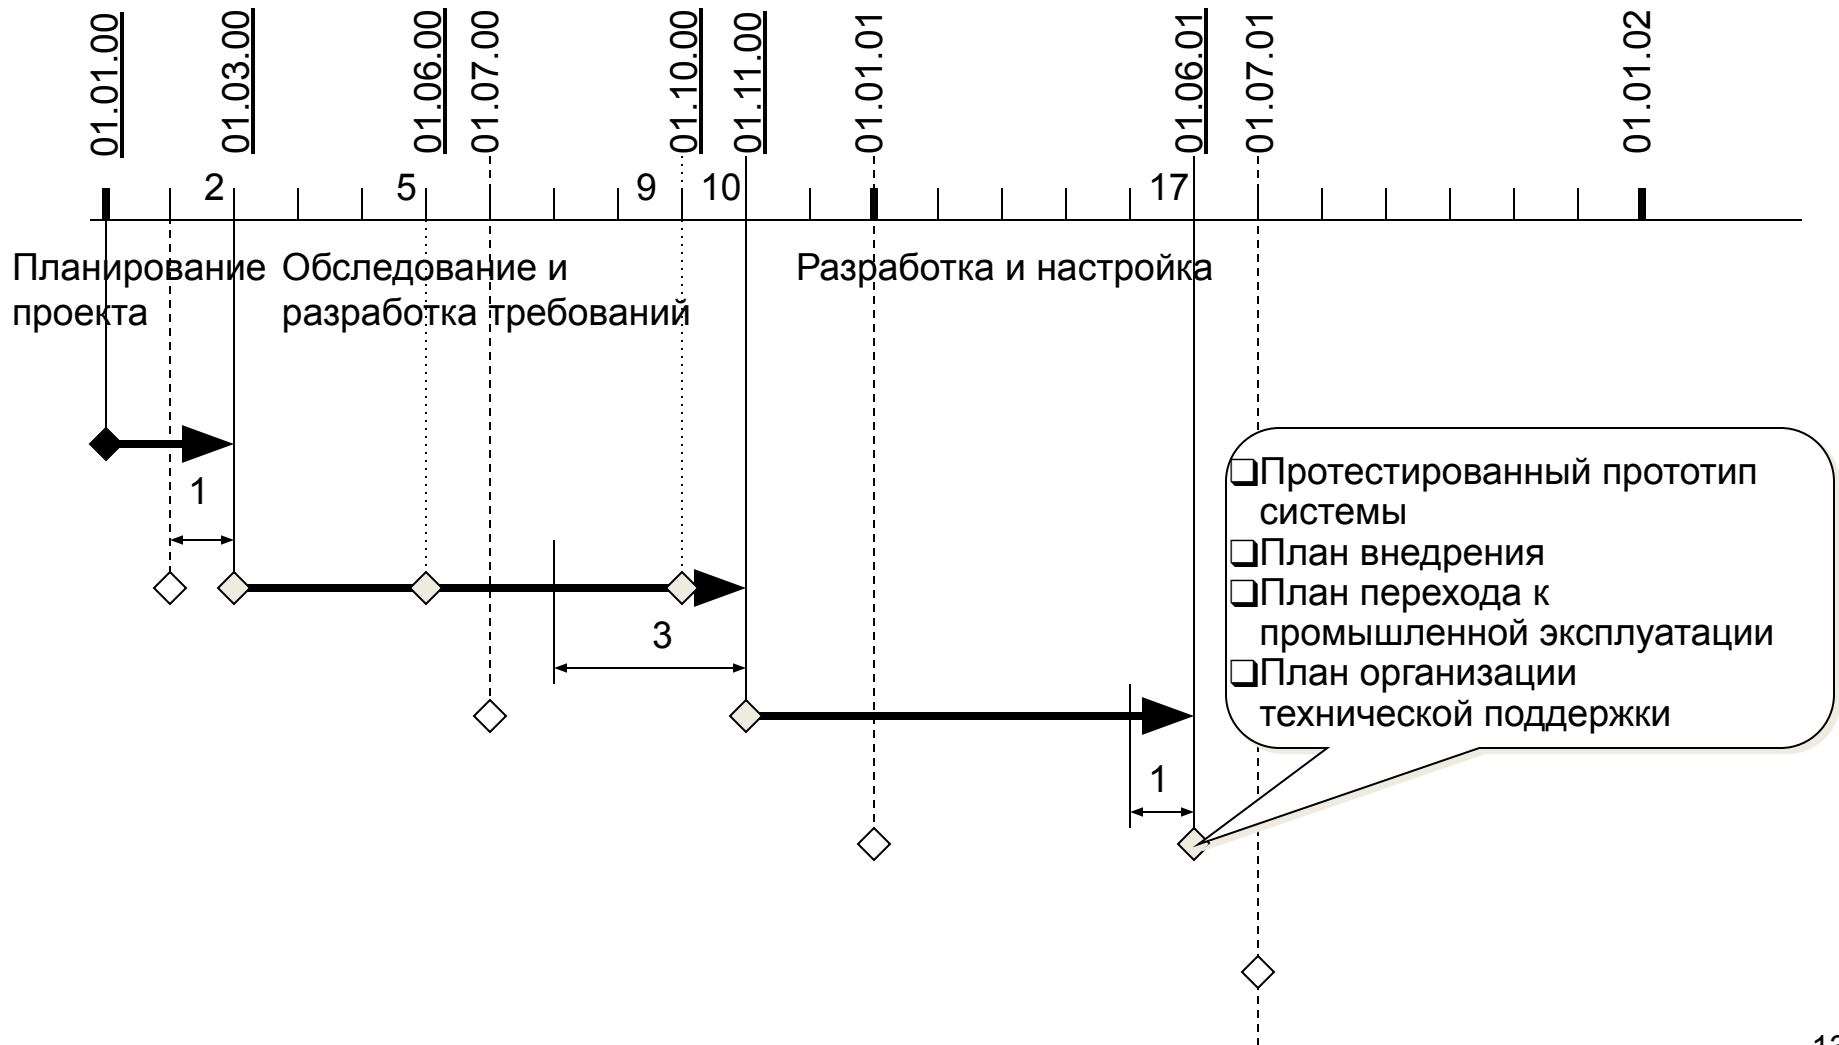 01.01.00
01.03.00
01.06.00
01.07.00
01.10.00
01.11.00
01.01.01
01.06.01
01.07.01
01.01.02
2
5
9
10
17
Планирование
проекта
Обследование и
разработка требований
Разработка и настройка
1
3
1
❑Протестированный прототип
системы
❑План внедрения
❑План перехода к
промышленной эксплуатации
❑План организации
технической поддержки